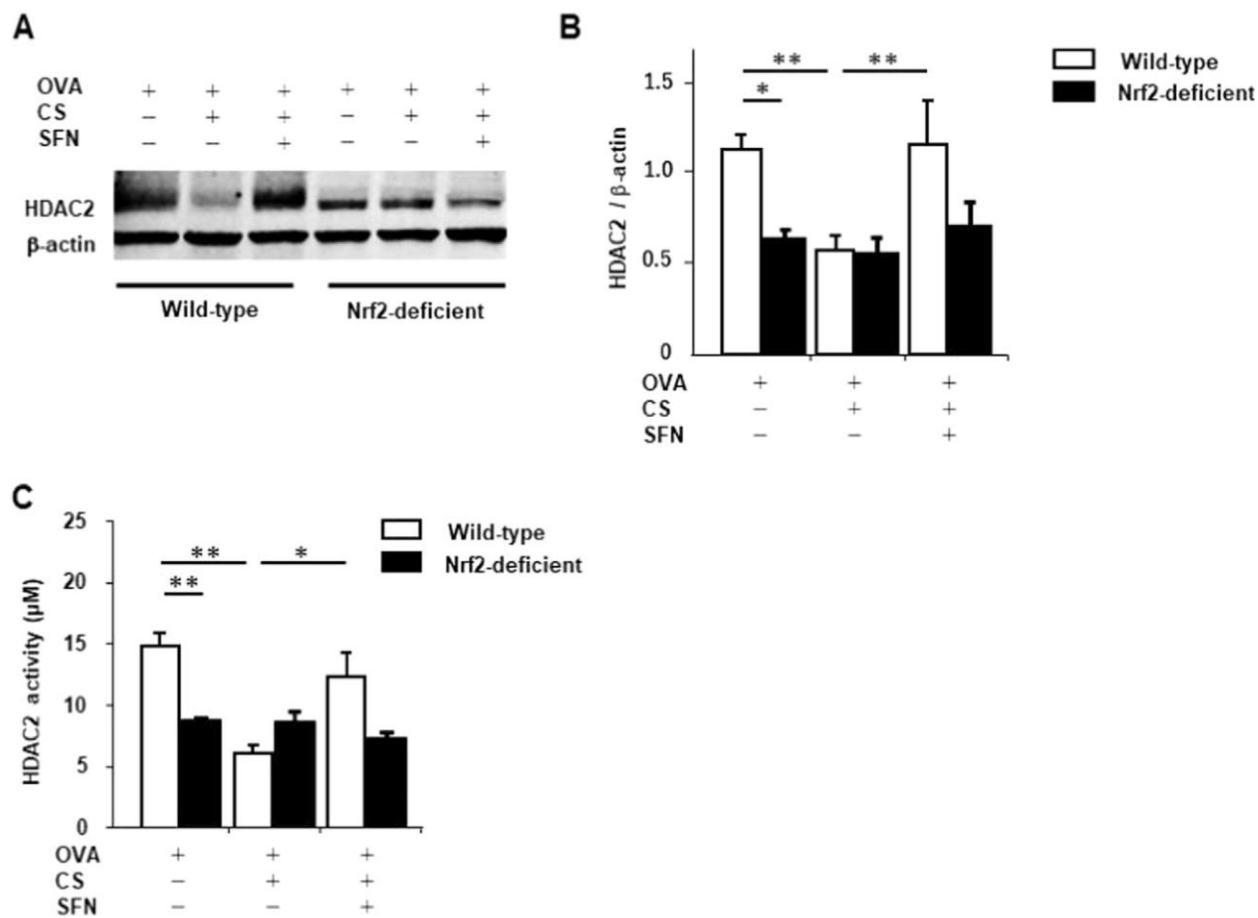 A
OVA + + + + + +
CS – + + – + +
SFN – – + – – +
HDAC2
β-actin
Wild-type Nrf2-deficient
B
Wild-type
Nrf2-deficient
** **
*
HDAC2 / β-actin
1.5
1.0
0.5
0
OVA + + +
CS – + +
SFN – – +
C
Wild-type
Nrf2-deficient
** *
**
HDAC2 activity (μM)
25
20
15
10
5
0
OVA + + +
CS – + +
SFN – – +